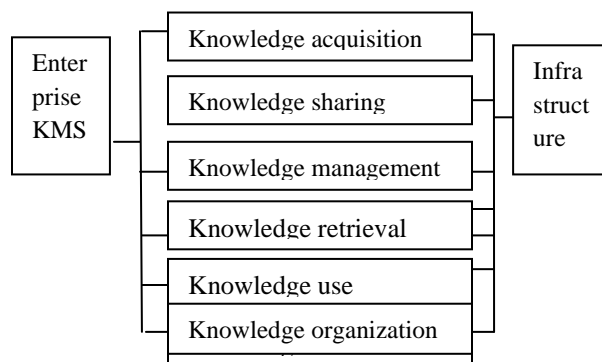 Knowledge acquisition
Enter
prise
KMS
Infra
struct
ure
Knowledge sharing
Knowledge management
Knowledge retrieval
Knowledge use
Knowledge organization